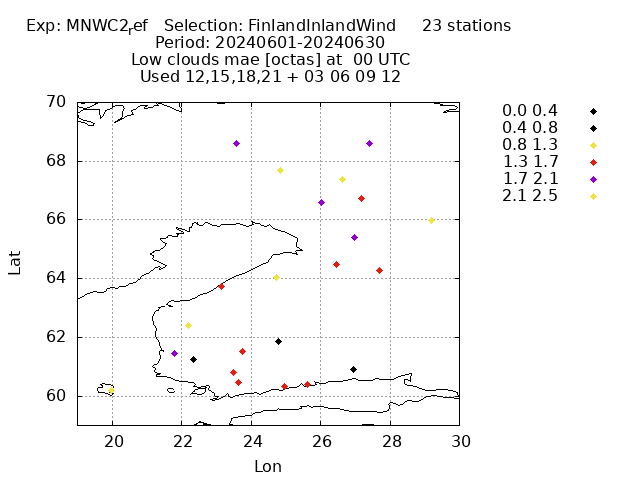 Exp: MNWC2ref Selection: FinlandInlandWind 23 stations
Period: 20240601-20240630
Low clouds mae [octas] at 00 UTC
Used 12,15,18,21 + 03 06 09 12
70
68
66
64
62
60
Lat
20 22 24 26 28 30
Lon
0.0 0.4
0.4 0.8
0.8 1.3
1.3 1.7
1.7 2.1
2.1 2.5